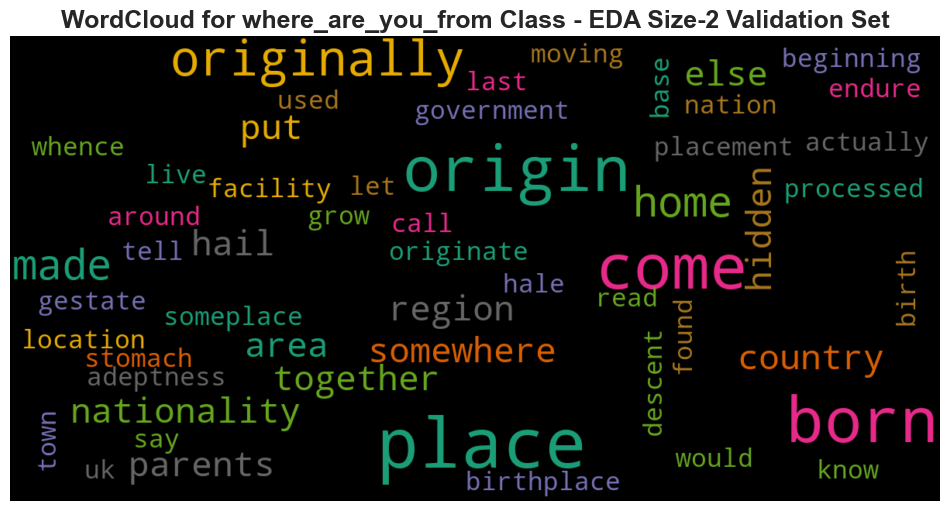 WordCloud for where_are_you_from Class - EDA Size-2 Validation Set
originally
moving
beginning
last
else
base
endure
used
government
nation
put
whence
placement
actually
origin
live
facility
let
home
hidden
processed
around
grow
call
tell
hail
originate
made
come
birth
gestate
hale
read
region
someplace
found
location
area
somewhere
stomach
descent
country
adeptness
together
nationality
born
town
say
place
uk
parents
would
know
birthplace